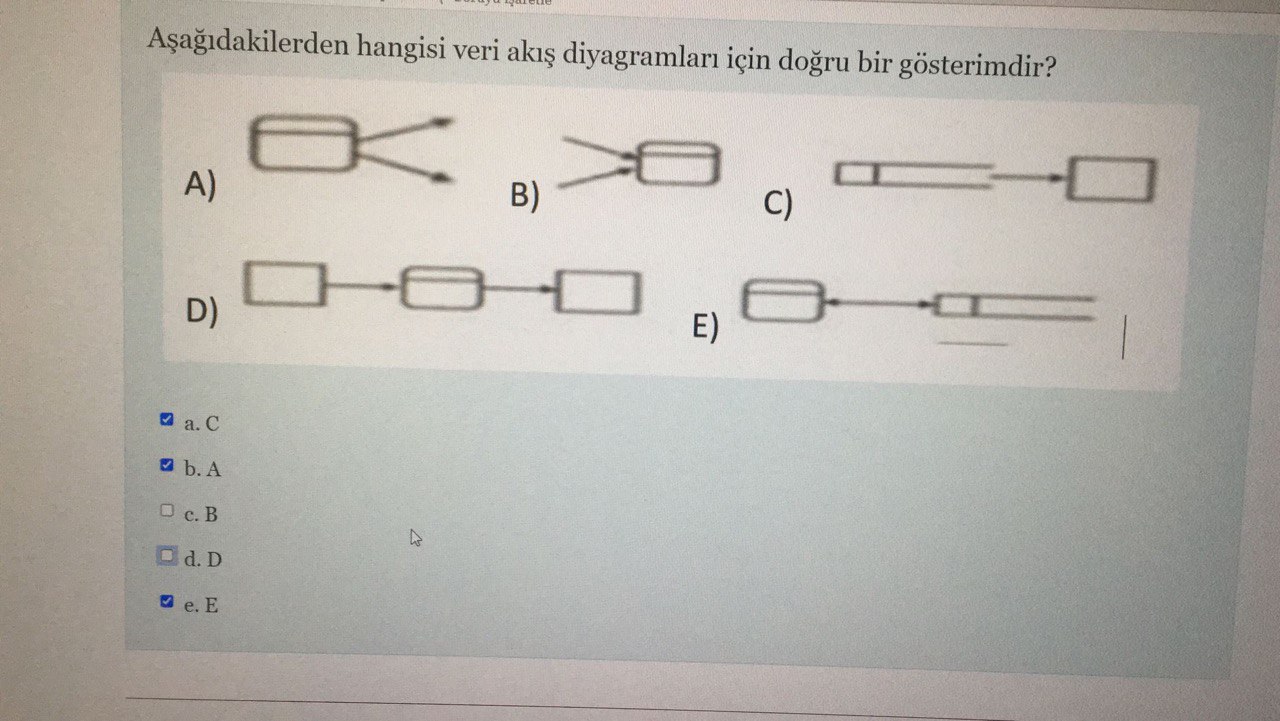 Aşağıdakilerden hangisi veri akış diyagramları için doğru bir gösterimdir?
A)
B)
C)
D)
E)
a. C
b. A
c. B
d. D
e. E